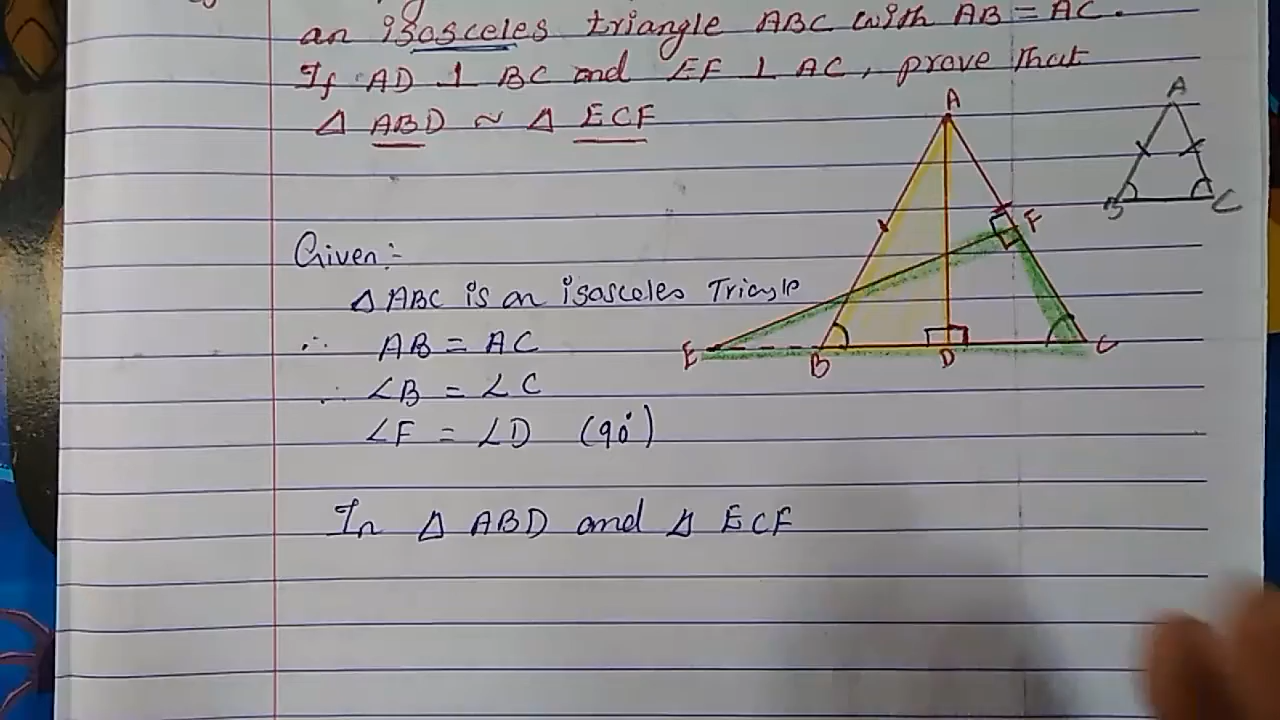 an isosceles triangle ABC with AB = AC.
If AD ⊥ BC and EF ⊥ AC, prove that
Δ ABD ~ Δ ECF
A
F
E
B
D
C
A
B
C
Given:-
Δ ABC is an isosceles Triangle
∴ AB = AC
∴ ∠B = ∠C
∠F = ∠D (90°)
In Δ ABD and Δ ECF